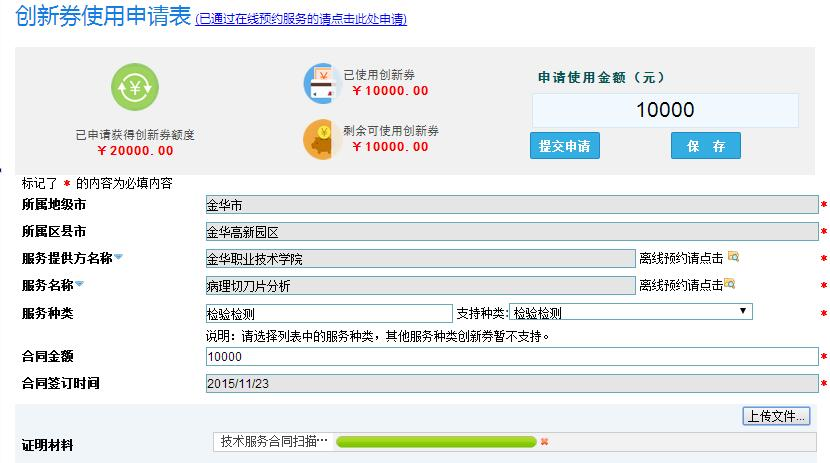 创新券使用申请表 (已通过在线预约服务的请点击此处申请)
已申请获得创新券额度
￥20000.00
已使用创新券
￥10000.00
剩余可使用创新券
￥10000.00
申请使用金额（元）
10000
提交申请 保 存
标记了 * 的内容为必填内容
所属地级市 金华市 *
所属区县市 金华高新园区 *
服务提供方名称 金华职业技术学院 离线预约请点击 *
服务名称 病理切刀片分析 离线预约请点击 *
服务种类 检验检测 支持种类: 检验检测 *
说明：请选择列表中的服务种类，其他服务种类创新券暂不支持。
合同金额 10000 *
合同签订时间 2015/11/23 *
上传文件...
证明材料 技术服务合同扫描…